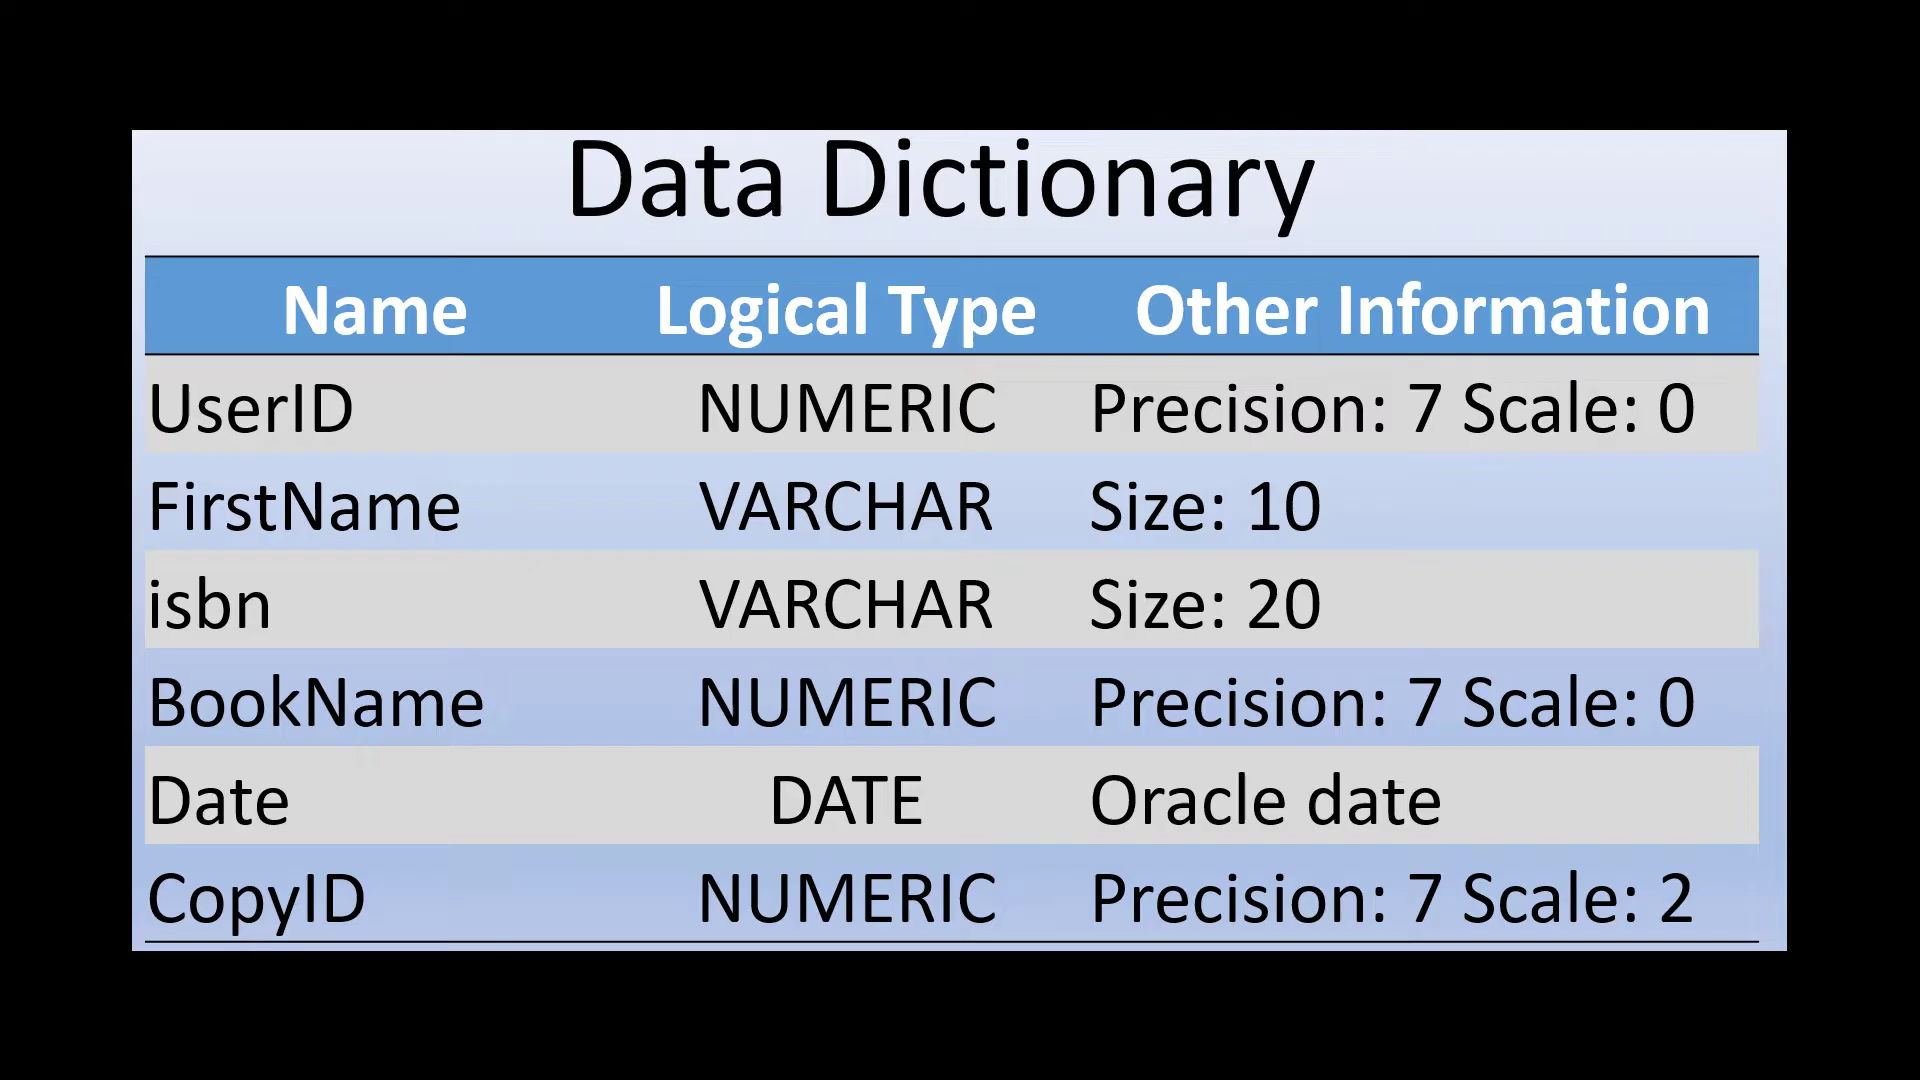 Data Dictionary
Name Logical Type Other Information
UserID NUMERIC Precision: 7 Scale: 0
FirstName VARCHAR Size: 10
isbn VARCHAR Size: 20
BookName NUMERIC Precision: 7 Scale: 0
Date DATE Oracle date
CopyID NUMERIC Precision: 7 Scale: 2